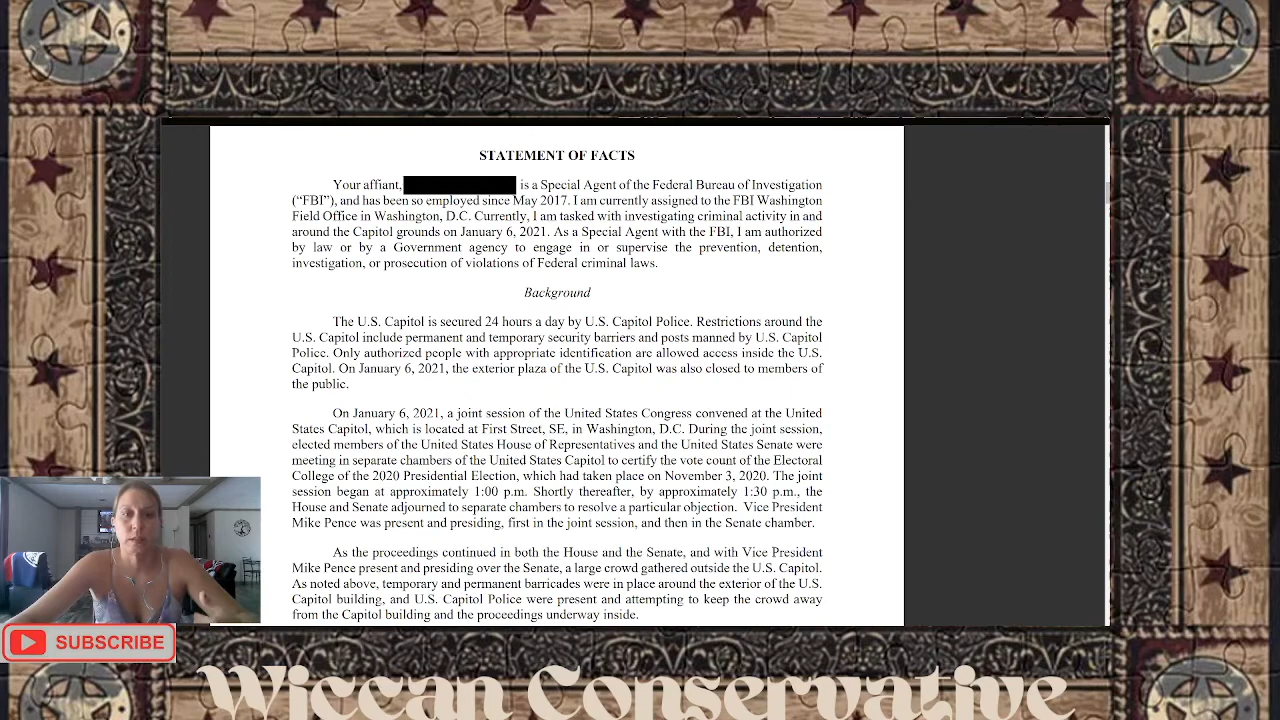 STATEMENT OF FACTS
Your affiant, is a Special Agent of the Federal Bureau of Investigation
("FBI"), and has been so employed since May 2017. I am currently assigned to the FBI Washington
Field Office in Washington, D.C. Currently, I am tasked with investigating criminal activity in and
around the Capitol grounds on January 6, 2021. As a Special Agent with the FBI, I am authorized
by law or by a Government agency to engage in or supervise the prevention, detention,
investigation, or prosecution of violations of Federal criminal laws.
Background
The U.S. Capitol is secured 24 hours a day by U.S. Capitol Police. Restrictions around the
U.S. Capitol include permanent and temporary security barriers and posts manned by U.S. Capitol
Police. Only authorized people with appropriate identification are allowed access inside the U.S.
Capitol. On January 6, 2021, the exterior plaza of the U.S. Capitol was also closed to members of
the public.
On January 6, 2021, a joint session of the United States Congress convened at the United
States Capitol, which is located at First Street, SE, in Washington, D.C. During the joint session,
elected members of the United States House of Representatives and the United States Senate were
meeting in separate chambers of the United States Capitol to certify the vote count of the Electoral
College of the 2020 Presidential Election, which had taken place on November 3, 2020. The joint
session began at approximately 1:00 p.m. Shortly thereafter, by approximately 1:30 p.m., the
House and Senate adjourned to separate chambers to resolve a particular objection. Vice President
Mike Pence was present and presiding, first in the joint session, and then in the Senate chamber.
As the proceedings continued in both the House and the Senate, and with Vice President
Mike Pence present and presiding over the Senate, a large crowd gathered outside the U.S. Capitol.
As noted above, temporary and permanent barricades were in place around the exterior of the U.S.
Capitol building, and U.S. Capitol Police were present and attempting to keep the crowd away
from the Capitol building and the proceedings underway inside.
SUBSCRIBE
Wiccan Conservative